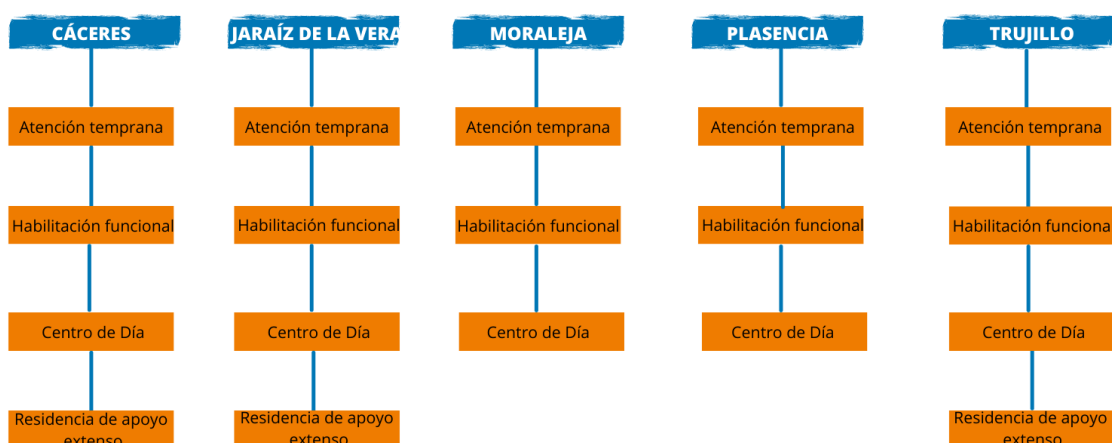 CÁCERES
Atención temprana
Habilitación funcional
Centro de Día
Residencia de apoyo
extenso
JARAÍZ DE LA VERA
Atención temprana
Habilitación funcional
Centro de Día
Residencia de apoyo
extenso
MORALEJA
Atención temprana
Habilitación funcional
Centro de Día
PLASENCIA
Atención temprana
Habilitación funcional
Centro de Día
TRUJILLO
Atención temprana
Habilitación funciona
Centro de Día
Residencia de apoyo
extenso